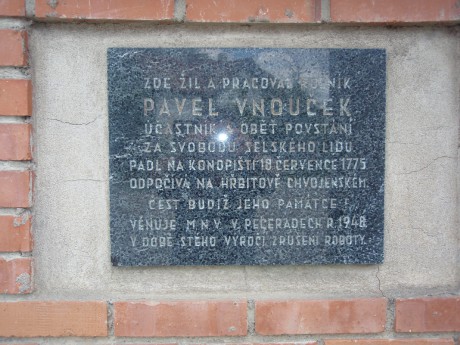 ZDE ŽIL A PRACOVAL ROLNÍK
PAVEL VNOUČEK
ÚČASTNÍK A OBĚŤ POVSTÁNÍ
ZA SVOBODU SELSKÉHO LIDU.
PADL NA KONOPIŠTI 18 ČERVENCE 1775
ODPOČÍVÁ NA HŘBITOVĚ CHVOJENSKÉM.
ČEST BUDIŽ JEHO PAMÁTCE!
VĚNUJE M N V V PECERADECH R. 1948
V DOBĚ STÉHO VÝROČÍ ZRUŠENÍ ROBOTY.